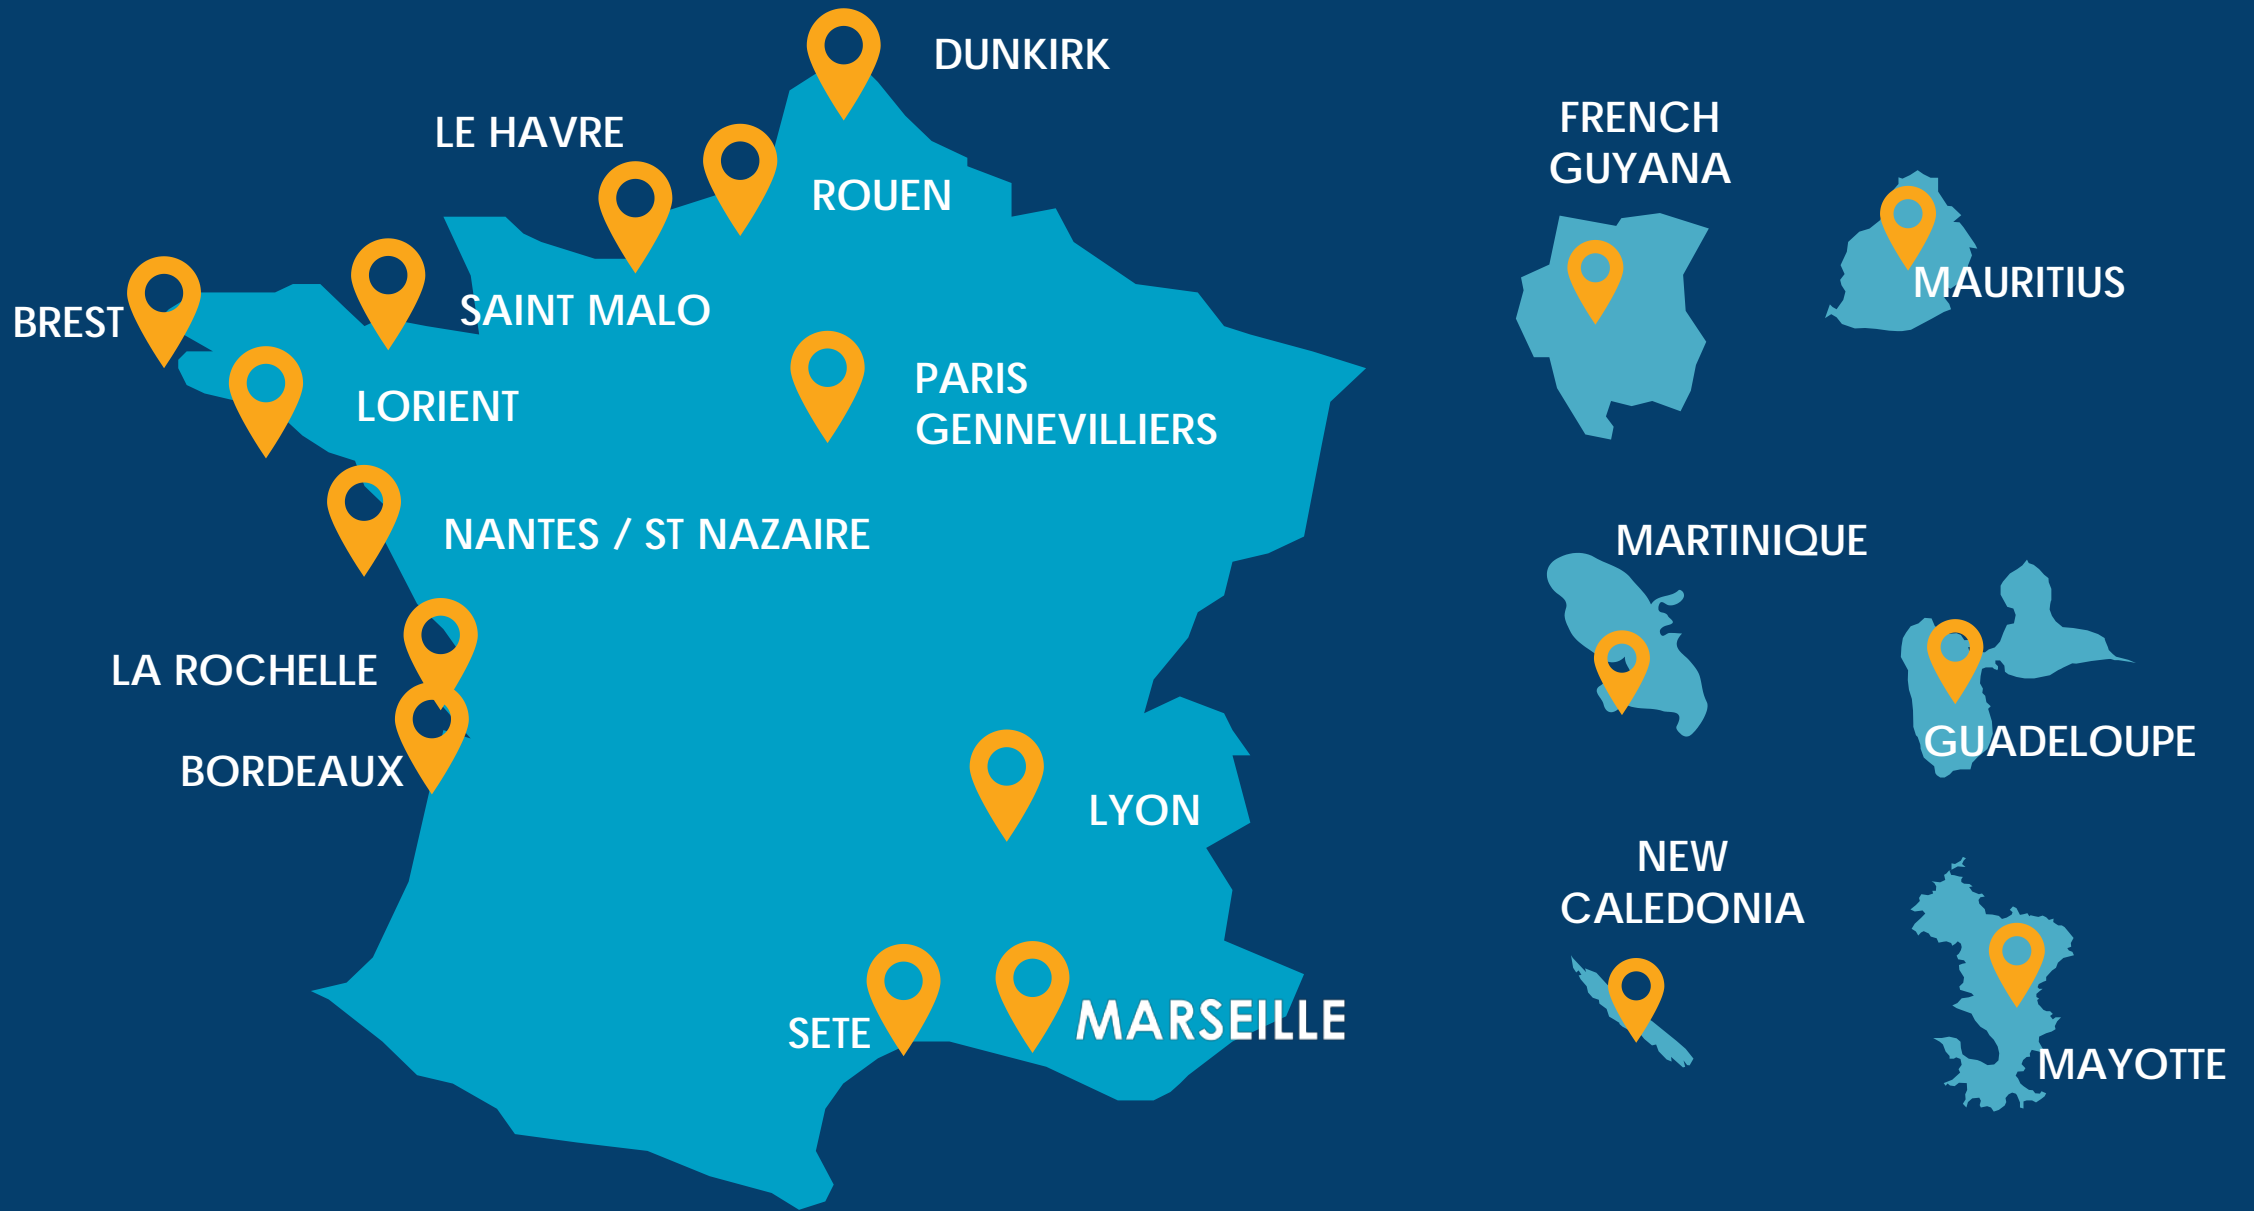 DUNKIRK
LE HAVRE
ROUEN
BREST
SAINT MALO
LORIENT
PARIS
GENNEVILLIERS
NANTES / ST NAZAIRE
LA ROCHELLE
BORDEAUX
LYON
SETE
MARSEILLE
FRENCH
GUYANA
MAURITIUS
MARTINIQUE
GUADELOUPE
NEW
CALEDONIA
MAYOTTE